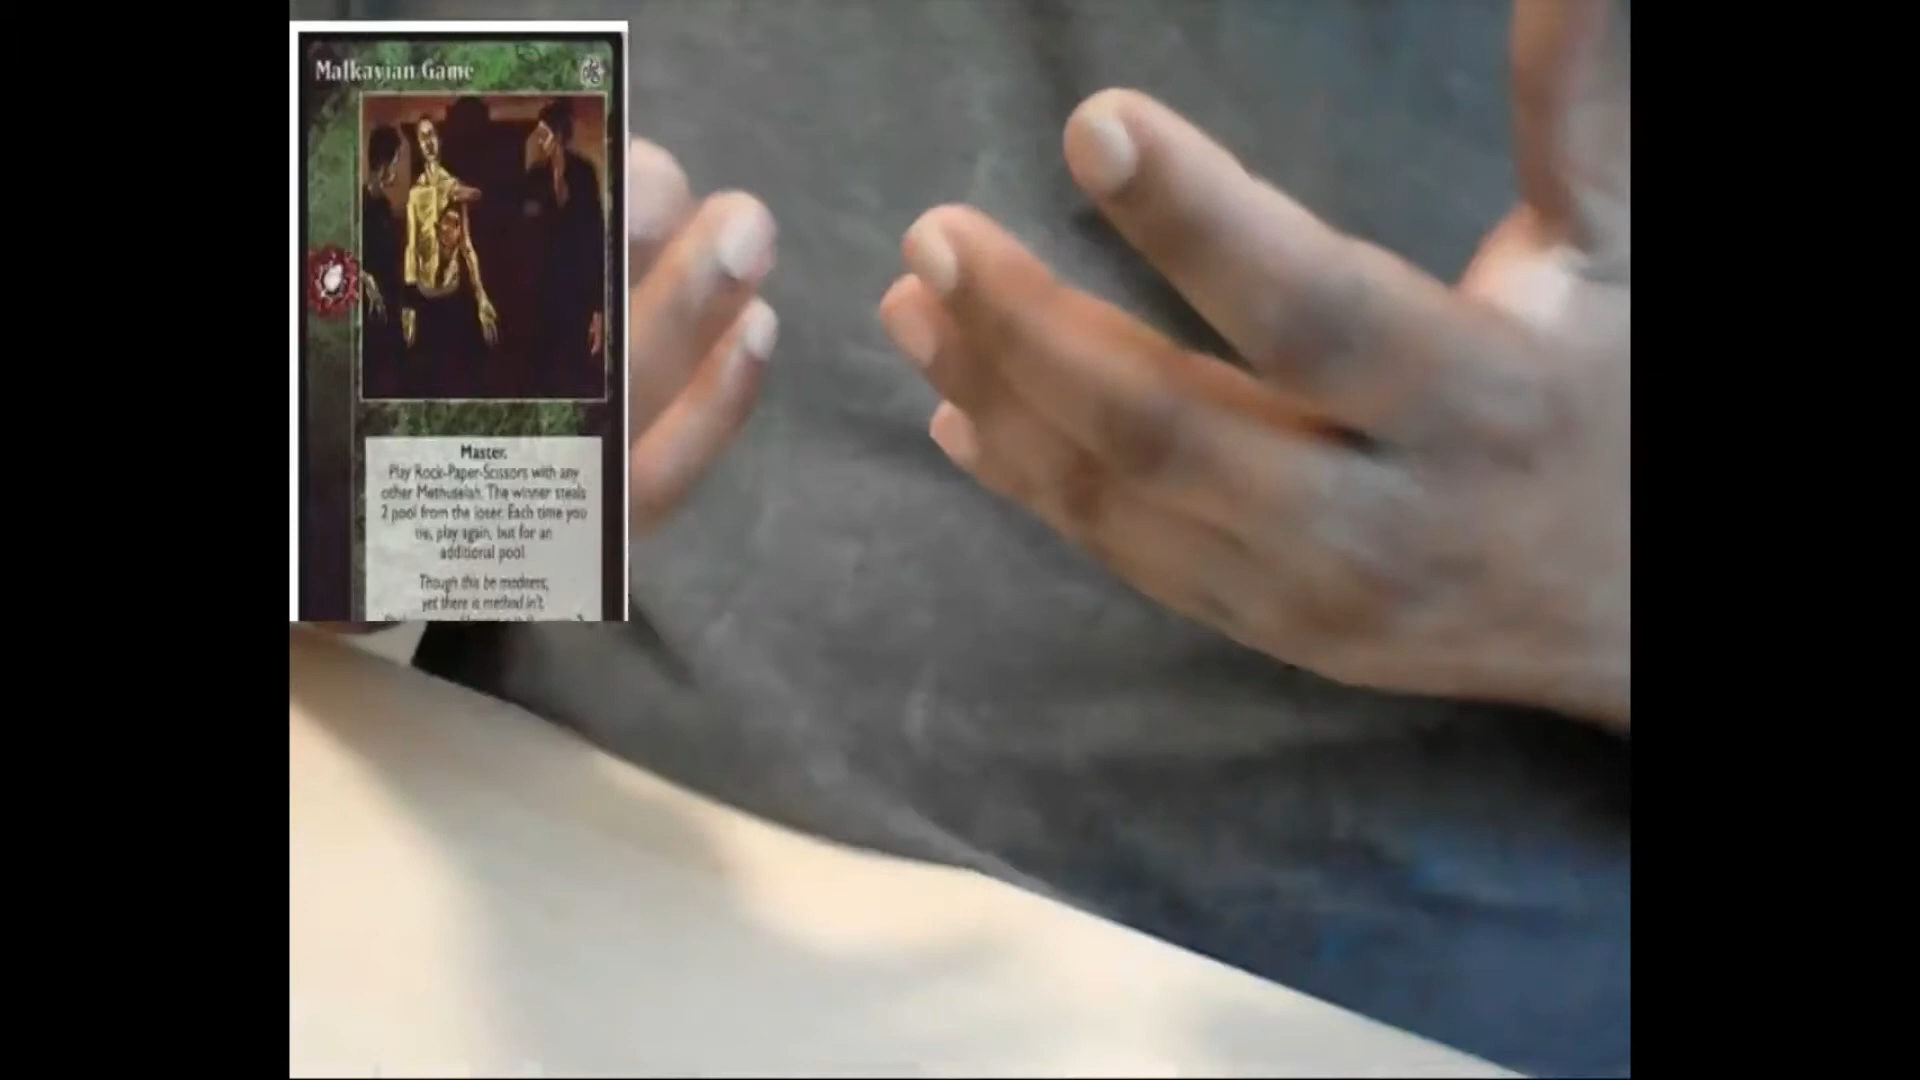 Malkavian Game
Master.
Play Rock-Paper-Scissors with any
other Methuselah. The winner steals
2 pool from the loser. Each time you
tie, play again, but for an
additional pool
Though this be madness,
yet there is method in't.